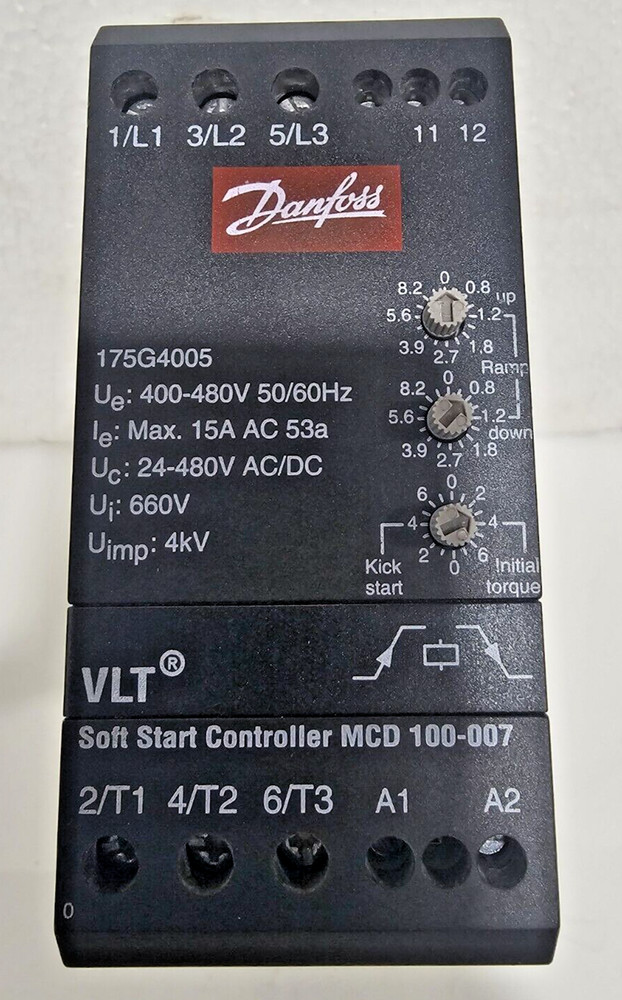 1/L1 3/L2 5/L3 11 12
Danfoss
8.2 0 0.8 up
5.6 1.2
3.9 2.7 1.8
Ramp
8.2 0 0.8
5.6 1.2
down
3.9 2.7 1.8
175G4005
Ue: 400-480V 50/60Hz
Ie: Max. 15A AC 53a
Uc: 24-480V AC/DC
Ui: 660V
Uimp: 4kV
6 0 2
4 4
2 0 6
Kick
start
Initial
torque
VLT®
Soft Start Controller MCD 100-007
2/T1 4/T2 6/T3 A1 A2
0